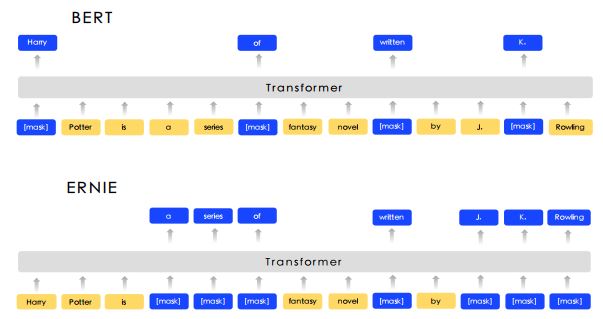 BERT
Harry of written K.
Transformer
[mask] Potter is a series [mask] fantasy novel [mask] by J. [mask] Rowling
ERNIE
a series of written J. K. Rowling
Transformer
Harry Potter is [mask] [mask] [mask] fantasy novel [mask] by [mask] [mask] [mask]